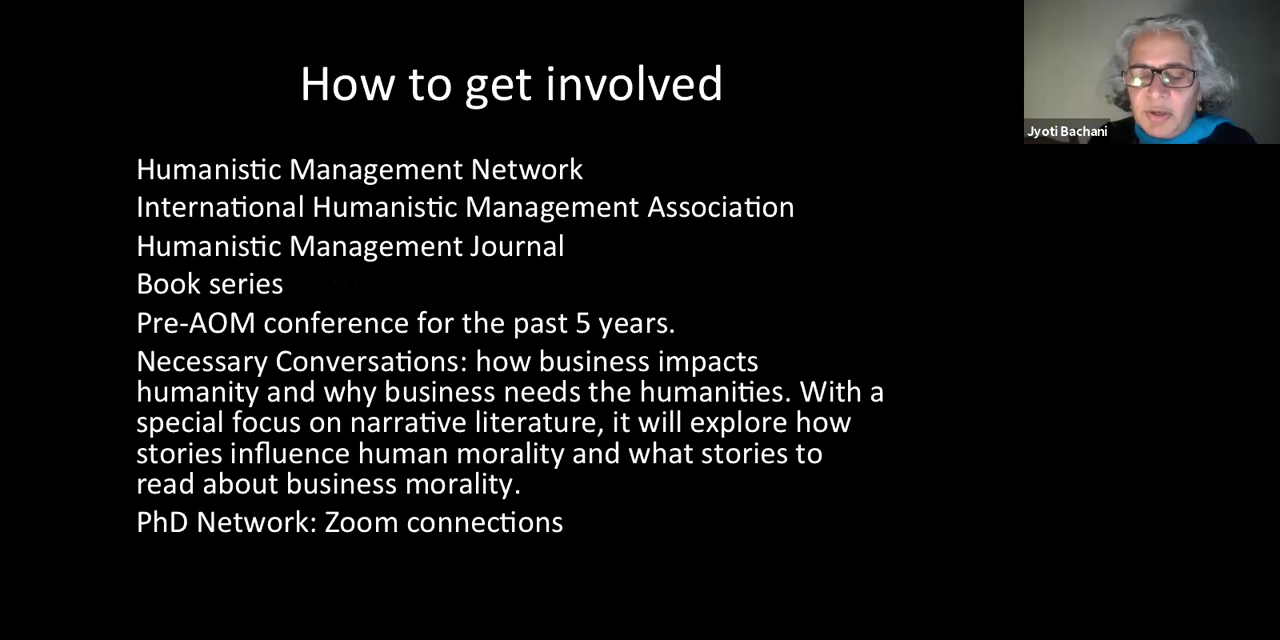 How to get involved
Jyoti Bachani
Humanistic Management Network
International Humanistic Management Association
Humanistic Management Journal
Book series
Pre-AOM conference for the past 5 years.
Necessary Conversations: how business impacts
humanity and why business needs the humanities. With a
special focus on narrative literature, it will explore how
stories influence human morality and what stories to
read about business morality.
PhD Network: Zoom connections